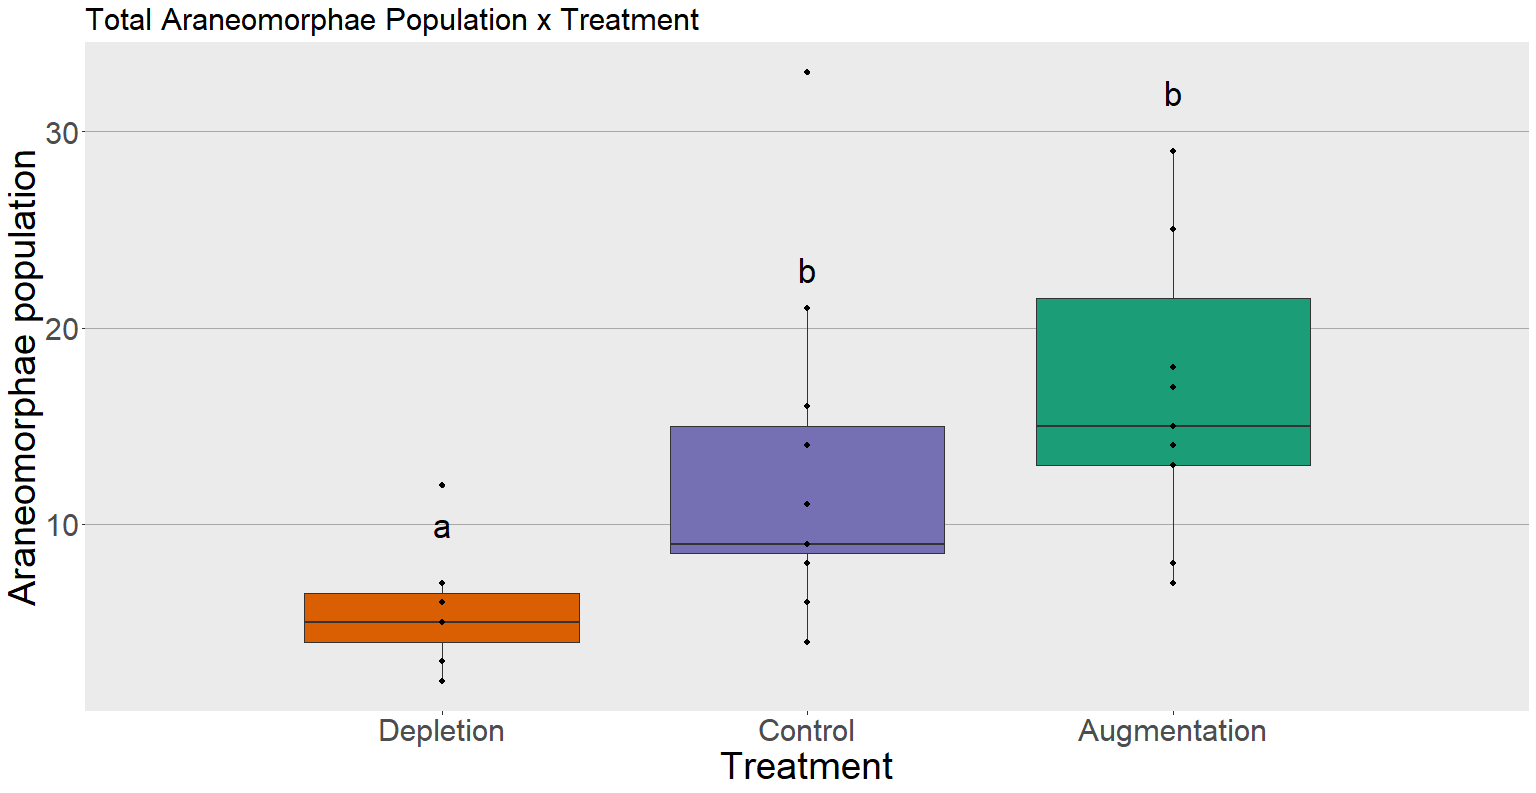 Total Araneomorphae Population x Treatment
Araneomorphae population
30
20
10
a
b
b
Depletion
Control
Augmentation
Treatment